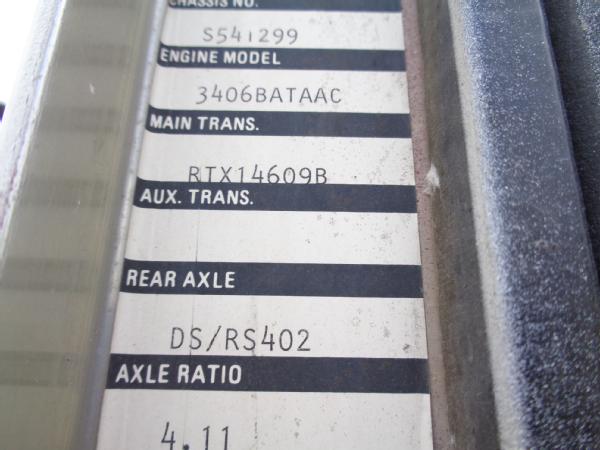 CHASSIS NO.
S541299
ENGINE MODEL
3406BATAAC
MAIN TRANS.
RTX14609B
AUX. TRANS.
REAR AXLE
DS/RS402
AXLE RATIO
4.11